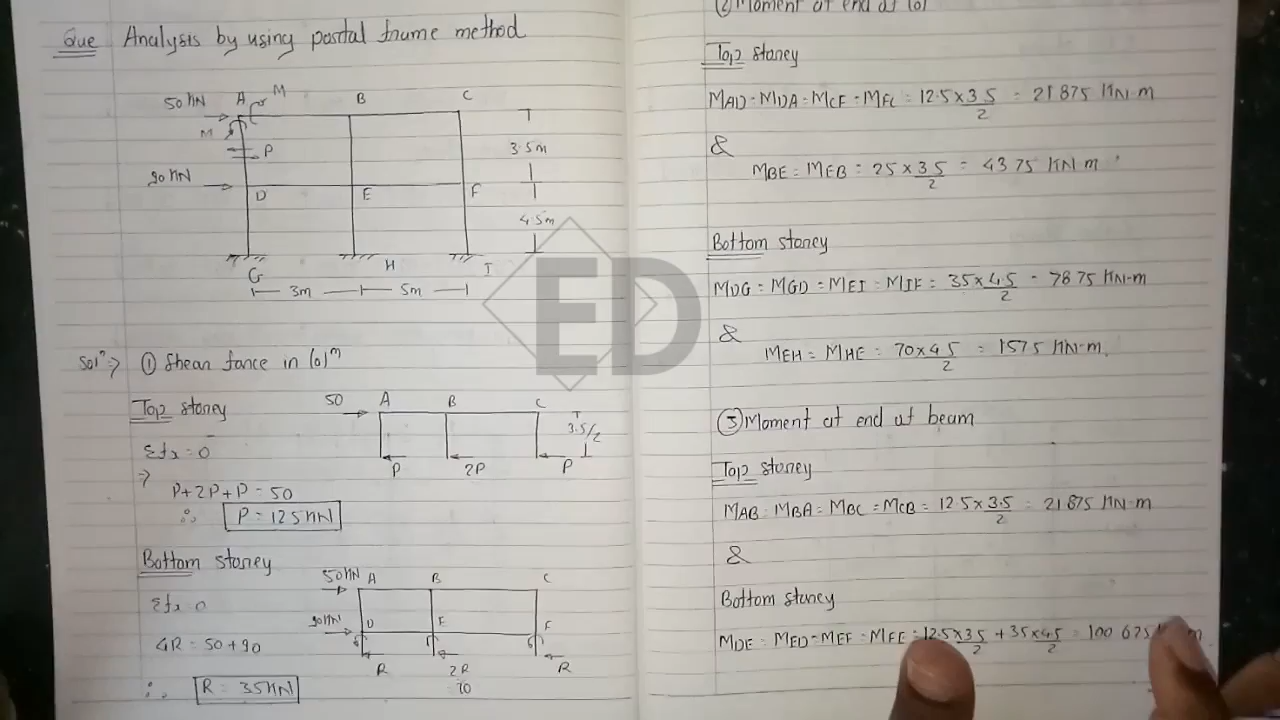 Que Analysis by using portal frame method
50 KN A M B C
M
P
3.5m
90 KN
D E F
4.5m
G H I
3m 5m
ED
Solⁿ ⇒ ① Shear force in (o)ᵐ
Top storey
50 A B C
3.5/2
Σfx = 0
P 2P P
⇒ P+2P+P = 50
∴ P = 12.5 KN
Bottom storey
50 KN A B C
Σfx = 0
90 KN D E F
4R = 50 + 90
R 2R R
70
∴ R = 35 KN
② Moment at end of (o)
Top storey
MAD = MDA = MCF = MFC = 12.5 × 3.5/2 = 21.875 KN-m
&
MBE = MEB = 25 × 3.5/2 = 43.75 KN m
Bottom storey
MDG = MGD = MFI = MIF = 35 × 4.5/2 = 78.75 KN-m
&
MEH = MHE = 70 × 4.5/2 = 157.5 KN-m.
③ Moment at end at beam
Top storey
MAB = MBA = MBC = MCB = 12.5 × 3.5/2 = 21.875 KN-m
&
Bottom storey
MDE = MED = MEF = MFE = 12.5 × 3.5/2 + 35 × 4.5/2 = 100.675